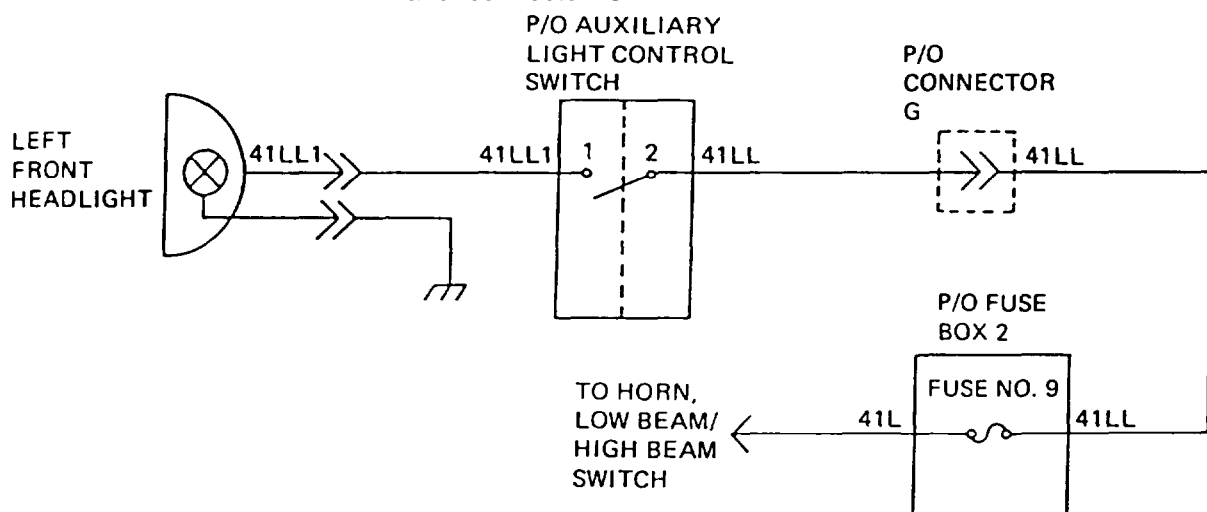 P/O AUXILIARY
LIGHT CONTROL
SWITCH
P/O
CONNECTOR
G
LEFT
FRONT
HEADLIGHT
41LL1
41LL1
1
2
41LL
41LL
P/O FUSE
BOX 2
FUSE NO. 9
TO HORN,
LOW BEAM/
HIGH BEAM
SWITCH
41L
41LL